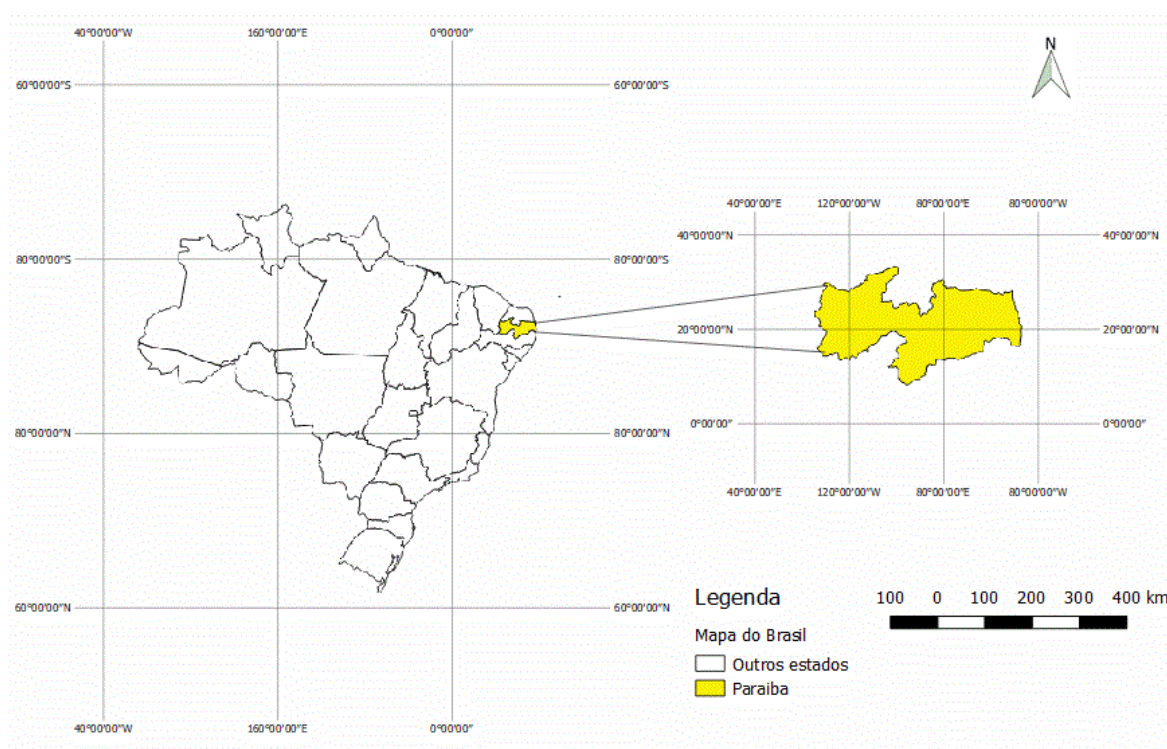 40°00'00"W 160°00'00"E 0°00'00"
N
60°00'00"S 60°00'00"S
40°00'00"E 120°00'00"W 80°00'00"E 80°00'00"W
40°00'00"N 40°00'00"N
80°00'00"S 80°00'00"S
20°00'00"N 20°00'00"N
0°00'00" 0°00'00"
80°00'00"N 80°00'00"N
40°00'00"E 120°00'00"W 80°00'00"E 80°00'00"W
60°00'00"N 60°00'00"N
Legenda
100 0 100 200 300 400 km
Mapa do Brasil
Outros estados
Paraiba
40°00'00"W 160°00'00"E 0°00'00"